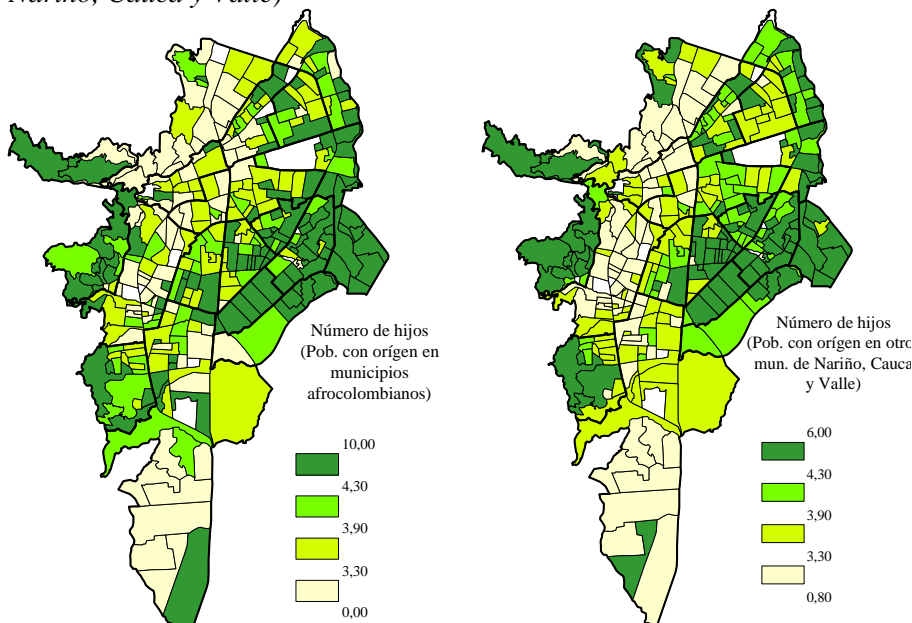 Nariño, Cauca y Valle)
Número de hijos
(Pob. con orígen en
municipios
afrocolombianos)
10,00
4,30
3,90
3,30
0,00
Número de hijos
(Pob. con orígen en otro
mun. de Nariño, Cauca
y Valle)
6,00
4,30
3,90
3,30
0,80